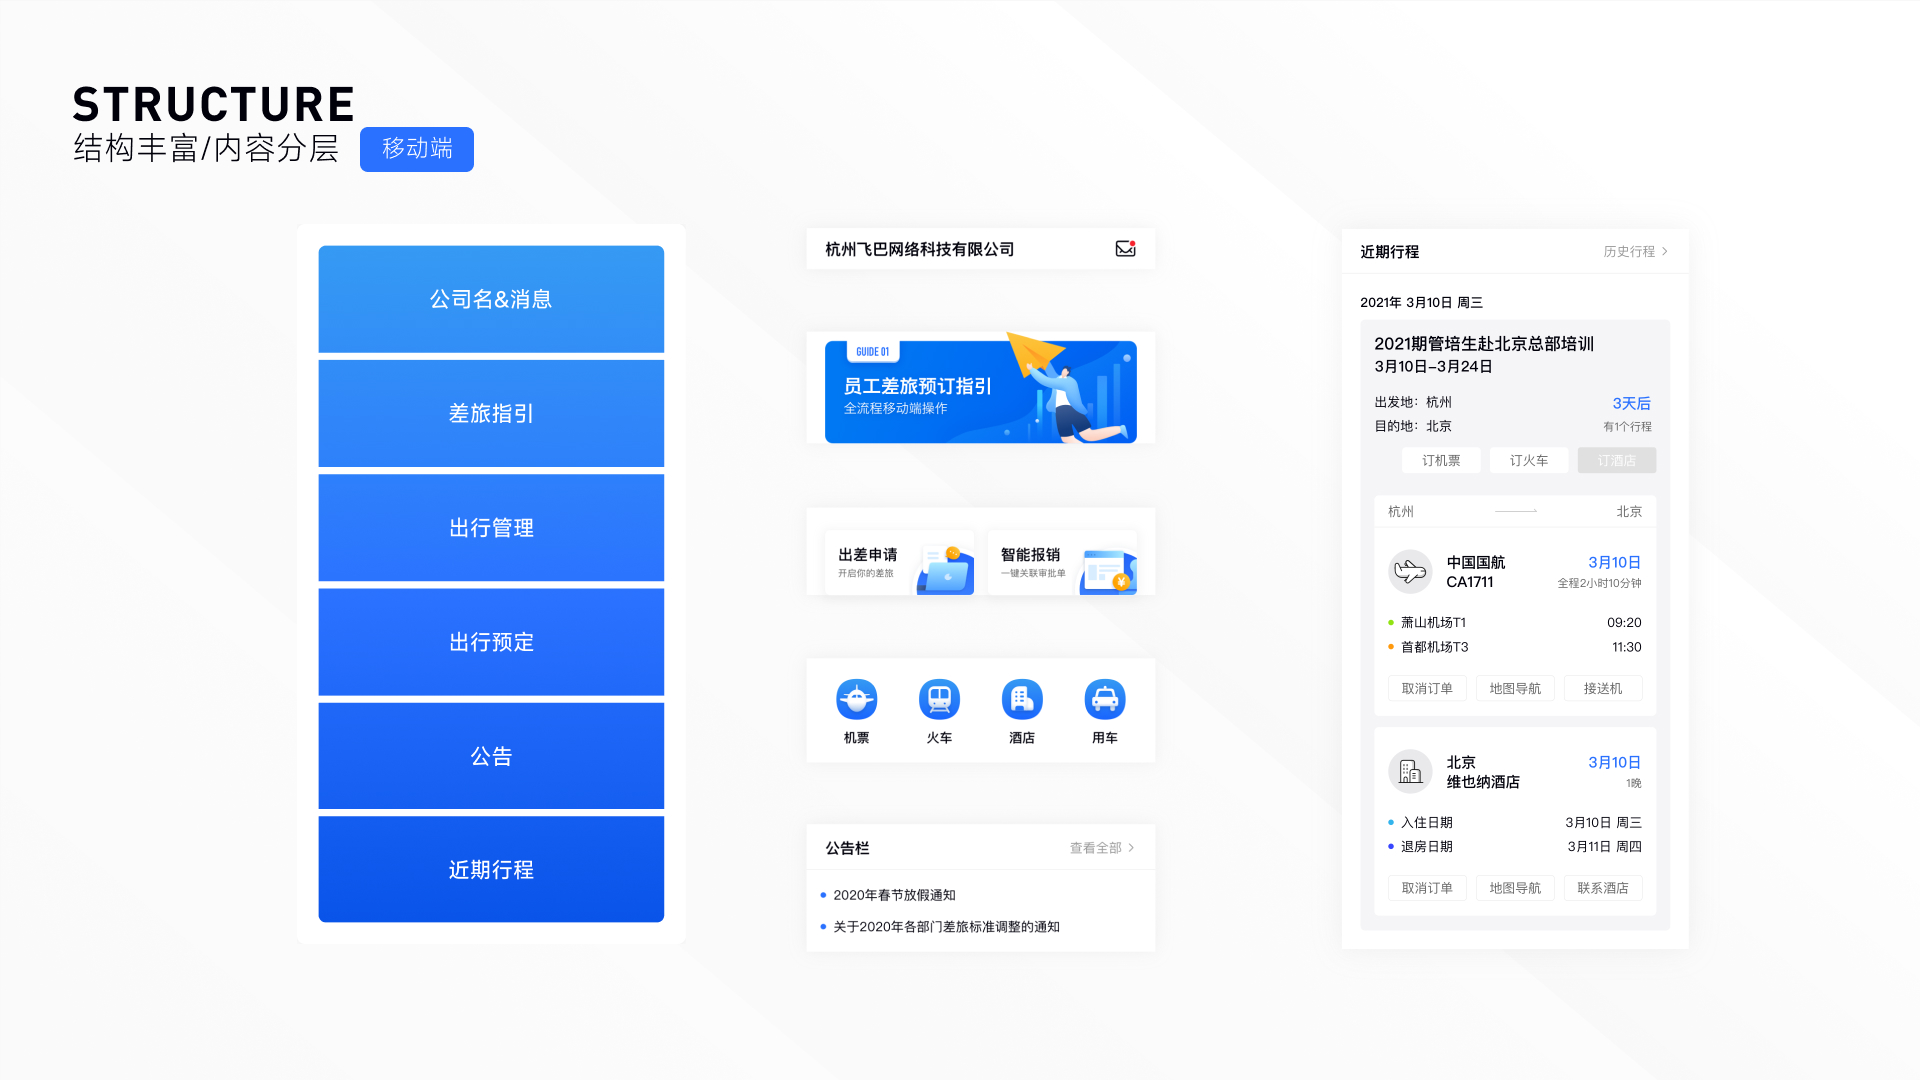 STRUCTURE
结构丰富/内容分层
移动端
公司名&消息
差旅指引
出行管理
出行预定
公告
近期行程
杭州飞巴网络科技有限公司
GUIDE 01
员工差旅预订指引
全流程移动端操作
出差申请
开启你的差旅
智能报销
一键关联审批单
¥
机票
火车
酒店
用车
公告栏
查看全部
2020年春节放假通知
关于2020年各部门差旅标准调整的通知
近期行程
历史行程
2021年 3月10日 周三
2021期管培生赴北京总部培训
3月10日-3月24日
出发地：杭州
3天后
目的地：北京
有1个行程
订机票
订火车
订酒店
杭州
北京
中国国航
3月10日
CA1711
全程2小时10分钟
萧山机场T1
09:20
首都机场T3
11:30
取消订单
地图导航
接送机
北京
3月10日
维也纳酒店
1晚
入住日期
3月10日 周三
退房日期
3月11日 周四
取消订单
地图导航
联系酒店